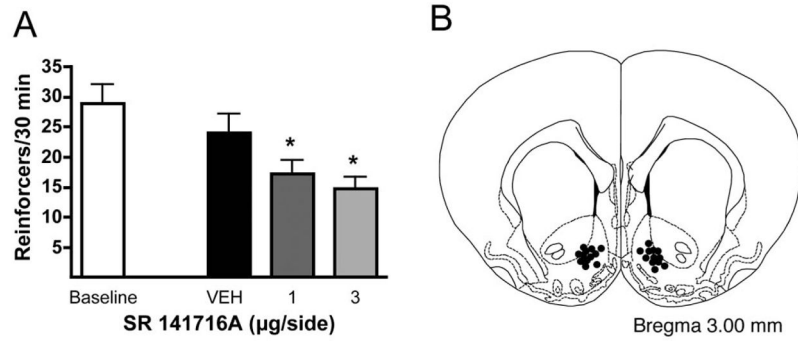 A
Reinforcers/30 min
35
30
25
20
15
10
5
*
*
Baseline
VEH
1
3
SR 141716A (µg/side)
B
Bregma 3.00 mm